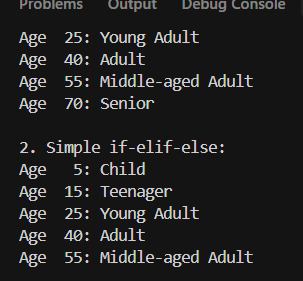 Problems Output Debug Console
Age  25: Young Adult
Age  40: Adult
Age  55: Middle-aged Adult
Age  70: Senior

2. Simple if-elif-else:
Age   5: Child
Age  15: Teenager
Age  25: Young Adult
Age  40: Adult
Age  55: Middle-aged Adult